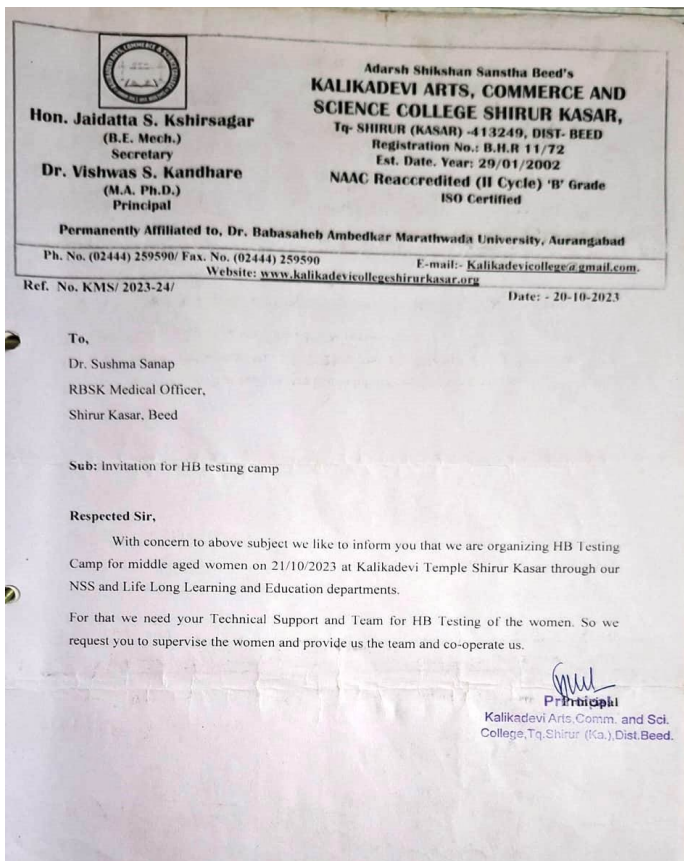 Hon. Jaidatta S. Kshirsagar
(B.E. Mech.)
Secretary
Dr. Vishwas S. Kandhare
(M.A. Ph.D.)
Principal
Adarsh Shikshan Sanstha Beed's
KALIKADEVI ARTS, COMMERCE AND
SCIENCE COLLEGE SHIRUR KASAR,
Tq- SHIRUR (KASAR) -413249, DIST- BEED
Registration No.: B.H.R 11/72
Est. Date. Year: 29/01/2002
NAAC Reaccredited (II Cycle) 'B' Grade
ISO Certified
Permanently Affiliated to, Dr. Babasaheb Ambedkar Marathwada University, Aurangabad
Ph. No. (02444) 259590/ Fax. No. (02444) 259590
E-mail:- Kalikadevicollege@gmail.com.
Website: www.kalikadevicollegeshirurkasar.org
Ref. No. KMS/ 2023-24/
Date: - 20-10-2023
To,
Dr. Sushma Sanap
RBSK Medical Officer,
Shirur Kasar, Beed
Sub: Invitation for HB testing camp
Respected Sir,
With concern to above subject we like to inform you that we are organizing HB Testing
Camp for middle aged women on 21/10/2023 at Kalikadevi Temple Shirur Kasar through our
NSS and Life Long Learning and Education departments.
For that we need your Technical Support and Team for HB Testing of the women. So we
request you to supervise the women and provide us the team and co-operate us.
Principal
Principal
Kalikadevi Arts,Comm. and Sci.
College,Tq.Shirur (Ka.),Dist.Beed.